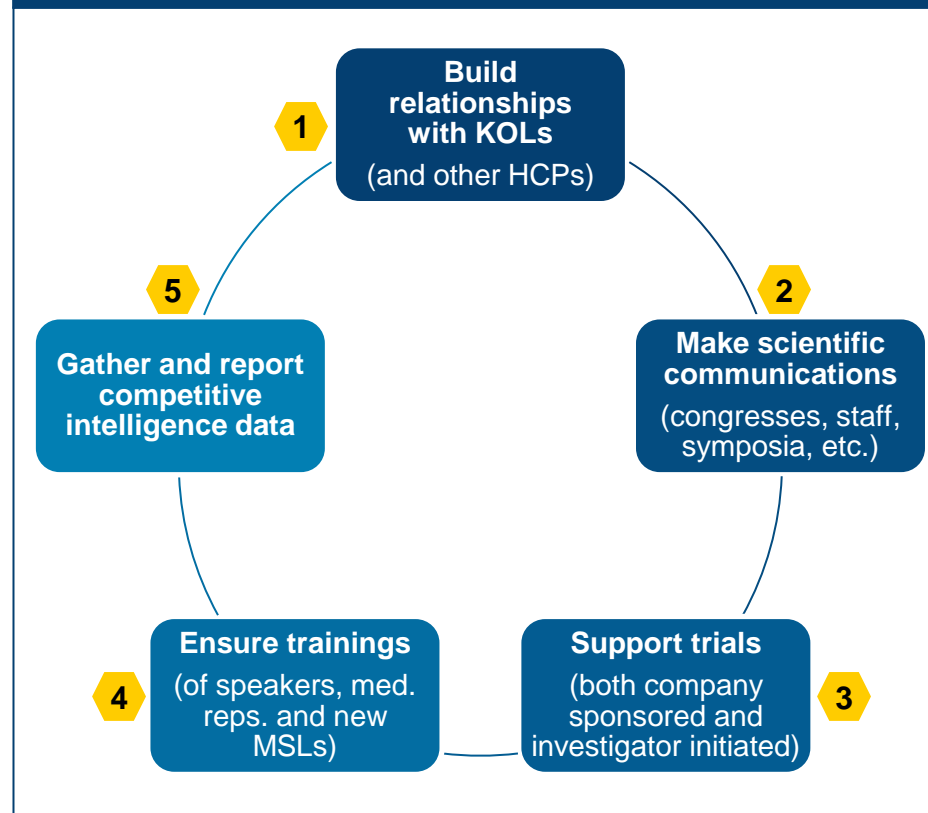 1
Build
relationships
with KOLs
(and other HCPs)
2
Make scientific
communications
(congresses, staff,
symposia, etc.)
3
Support trials
(both company
sponsored and
investigator initiated)
4
Ensure trainings
(of speakers, med.
reps. and new
MSLs)
5
Gather and report
competitive
intelligence data